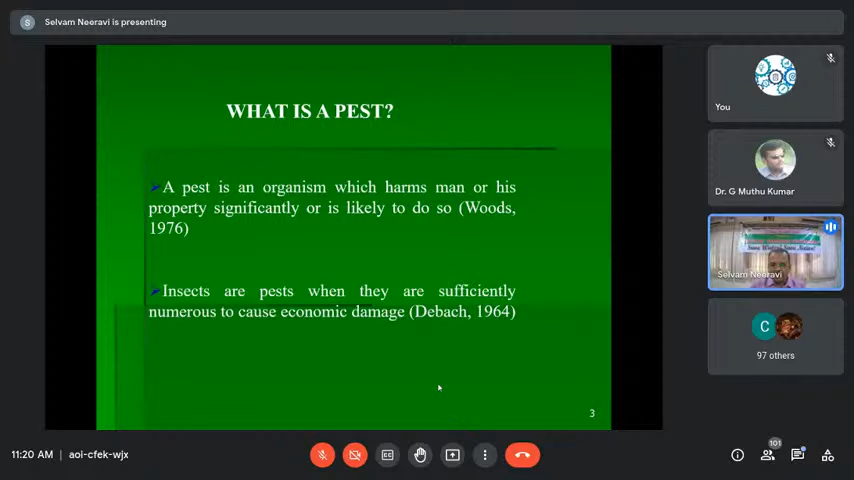 Selvam Neeravi is presenting
WHAT IS A PEST?
A pest is an organism which harms man or his
property significantly or is likely to do so (Woods,
1976)
Insects are pests when they are sufficiently
numerous to cause economic damage (Debach, 1964)
3
You
Dr. G Muthu Kumar
Selvam Neeravi
C
97 others
11:20 AM | aoi-cfek-wjx
101